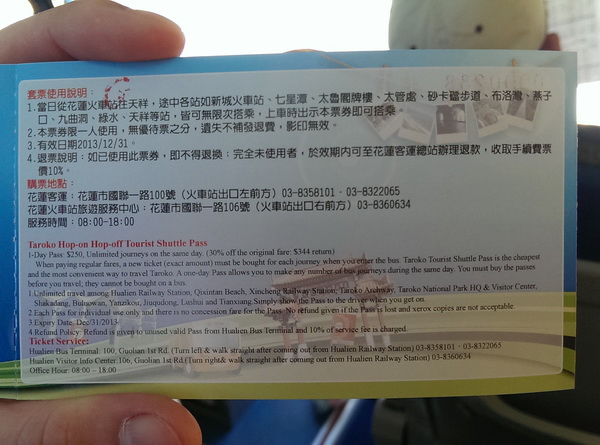 套票使用說明：
1.當日從花蓮火車站往天祥，途中各站如新城火車站、七星潭、太魯閣牌樓、太管處、砂卡礑步道、布洛灣、燕子
口、九曲洞、綠水、天祥等站，皆可無限次搭乘，上車時出示本票券即可搭乘。
2.本票券限一人使用，無優待票之分，遺失不補發退費，影印無效。
3.有效日期2013/12/31。
4.退票說明：如已使用此票券，即不得退換；完全未使用者，於效期內可至花蓮客運總站辦理退款，收取手續費票
價10%。
購票地點：
花蓮客運：花蓮市國聯一路100號（火車站出口左前方）03-8358101．03-8322065
花蓮火車站旅遊服務中心：花蓮市國聯一路106號（火車站出口右前方）03-8360634
服務時間：08:00-18:00
Taroko Hop-on Hop-off Tourist Shuttle Pass
1-Day Pass: $250, Unlimited journeys on the same day. (30% off the original fare: $344 return)
When paying regular fares, a new ticket (exact amount) must be bought for each journey when you enter the bus. Taroko Tourist Shuttle Pass is the cheapest
and the most convenient way to travel Taroko. A one-day Pass allows you to make any number of bus journeys during the same day. You must buy the passes
before you travel; they cannot be bought on a bus.
1.Unlimited travel among Hualien Railway Station, Qixintan Beach, Xincheng Railway Station, Taroko Archway, Taroko National Park HQ & Visitor Center,
Shakadang, Buluowan, Yanzikou, Jiuqudong, Lushui and Tianxiang.Simply show the Pass to the driver when you get on.
2.Each Pass for individual use only and there is no concession fare for the Pass. No refund given if the Pass is lost and xerox copies are not acceptable.
3.Expiry Date: Dec/31/2013
4.Refund Policy: Refund is given to unused valid Pass from Hualien Bus Terminal and 10% of service fee is charged.
Ticket Service:
Hualien Bus Terminal: 100, Guolian 1st Rd. (Turn left) & walk straight after coming out from Hualien Railway Station) 03-8358101．03-8322065
Hualien Visitor Info Center:106, Guolian 1st Rd.(Turn right& walk straight after coming out from Hualien Railway Station) 03-8360634
Office Hour: 08:00 – 18:00